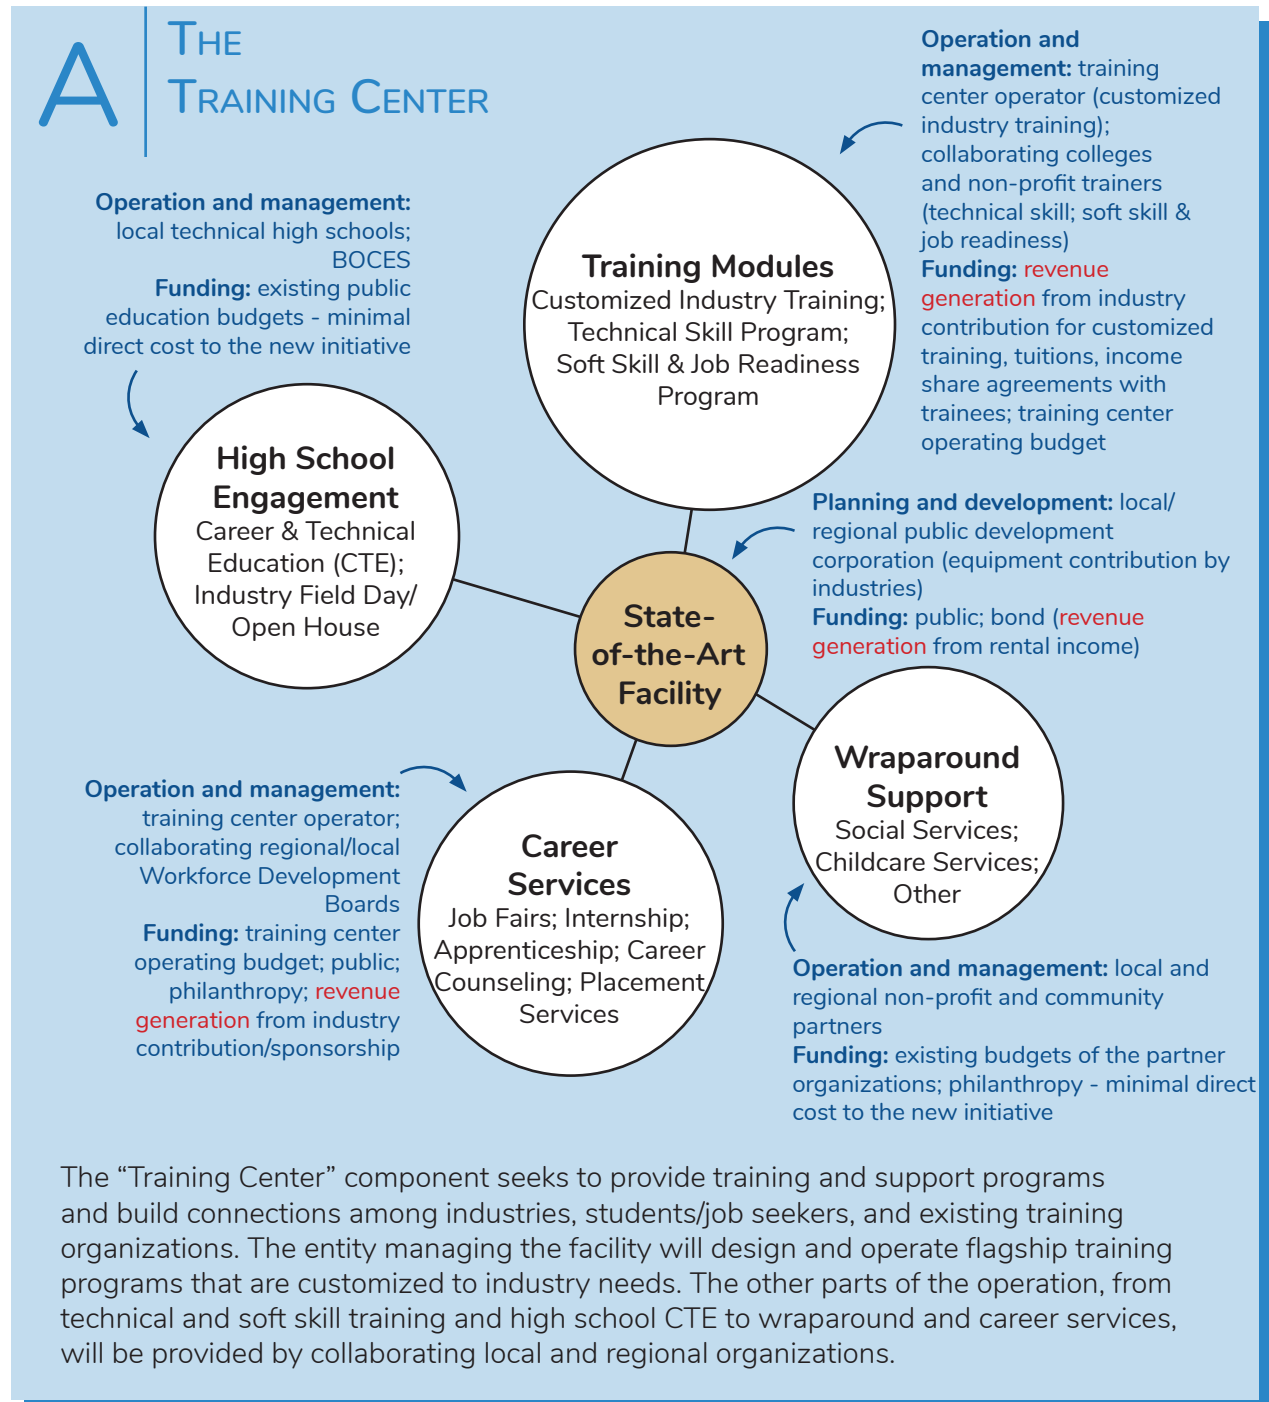 A
The
Training Center
Operation and management:
local technical high schools;
BOCES
Funding: existing public
education budgets - minimal
direct cost to the new initiative
Operation and
management: training
center operator (customized
industry training);
collaborating colleges
and non-profit trainers
(technical skill; soft skill &
job readiness)
Funding: revenue
generation from industry
contribution for customized
training, tuitions, income
share agreements with
trainees; training center
operating budget
Training Modules
Customized Industry Training;
Technical Skill Program;
Soft Skill & Job Readiness
Program
High School
Engagement
Career & Technical
Education (CTE);
Industry Field Day/
Open House
Planning and development: local/
regional public development
corporation (equipment contribution by
industries)
Funding: public; bond (revenue
generation from rental income)
State-
of-the-Art
Facility
Wraparound
Support
Social Services;
Childcare Services;
Other
Operation and management:
training center operator;
collaborating regional/local
Workforce Development
Boards
Funding: training center
operating budget; public;
philanthropy; revenue
generation from industry
contribution/sponsorship
Career
Services
Job Fairs; Internship;
Apprenticeship; Career
Counseling; Placement
Services
Operation and management: local and
regional non-profit and community
partners
Funding: existing budgets of the partner
organizations; philanthropy - minimal direct
cost to the new initiative
The “Training Center” component seeks to provide training and support programs
and build connections among industries, students/job seekers, and existing training
organizations. The entity managing the facility will design and operate flagship training
programs that are customized to industry needs. The other parts of the operation, from
technical and soft skill training and high school CTE to wraparound and career services,
will be provided by collaborating local and regional organizations.